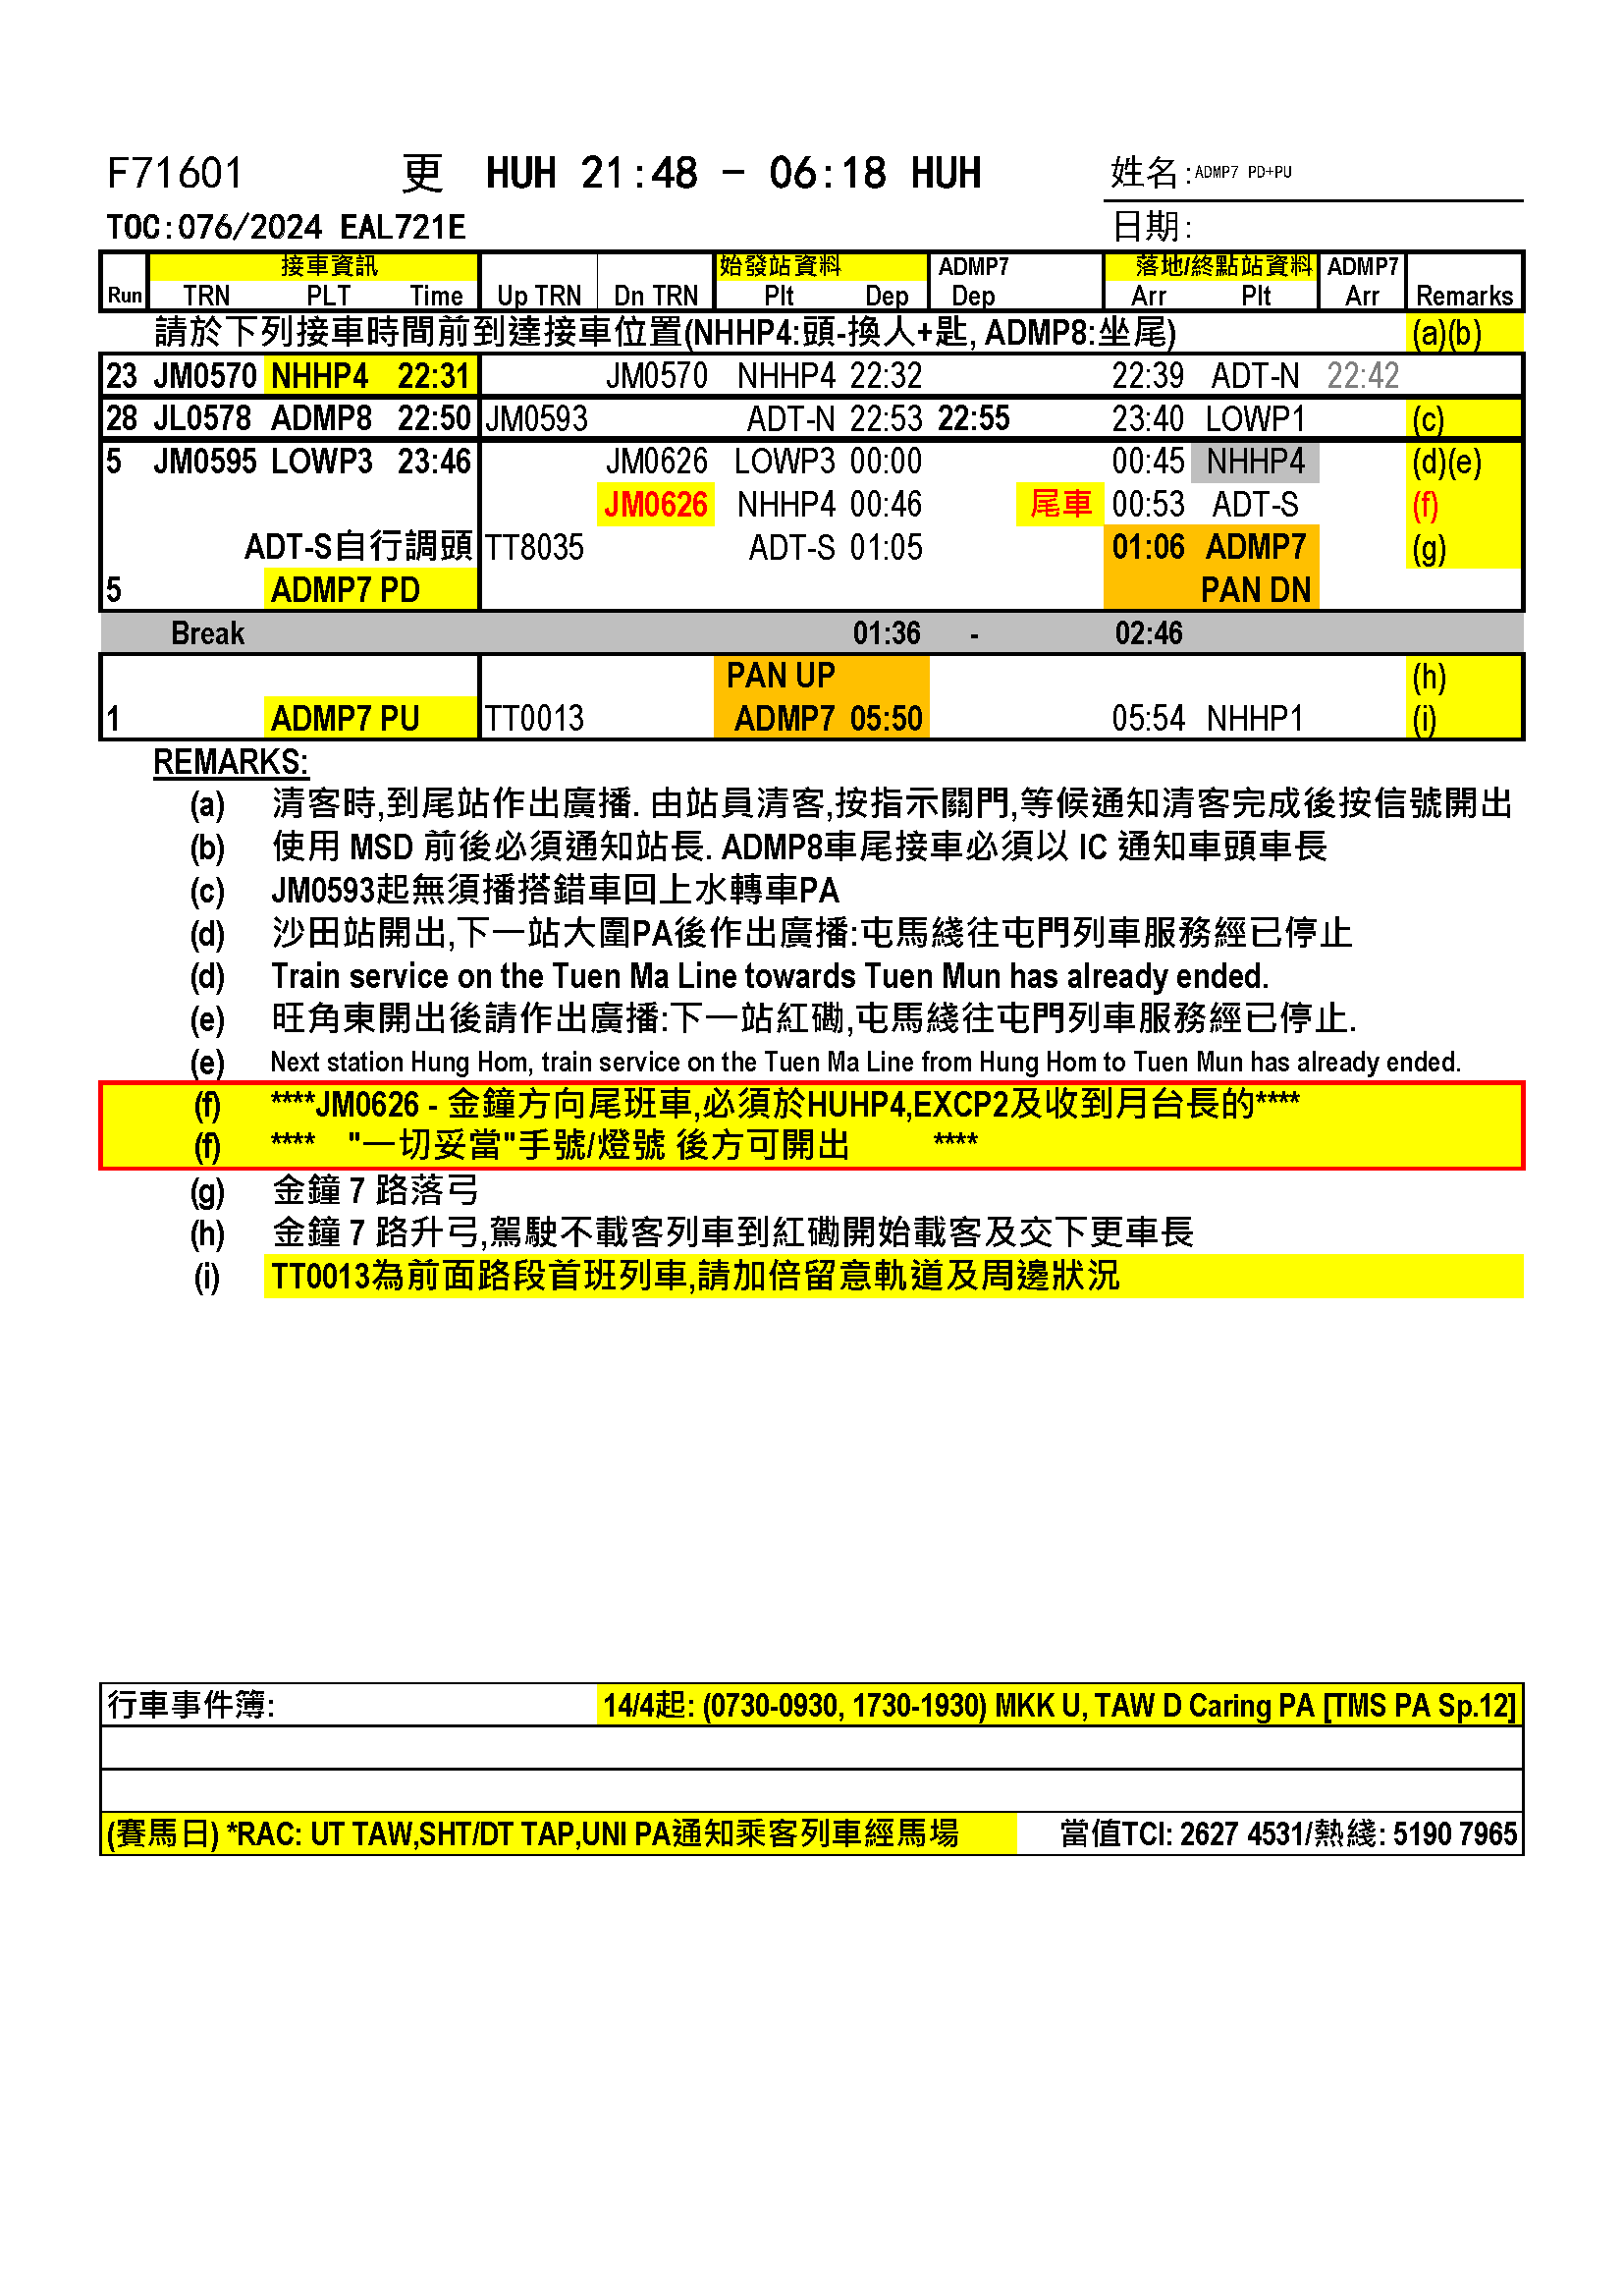 F71601 更 HUH 21:48 - 06:18 HUH 姓名:ADMP7 PD+PU
TOC:076/2024 EAL721E 日期:
接車資訊 始發站資料 ADMP7 落地/終點站資料 ADMP7
Run TRN PLT Time Up TRN Dn TRN Plt Dep Dep Arr Plt Arr Remarks
請於下列接車時間前到達接車位置(NHHP4:頭-換人+匙, ADMP8:坐尾) (a)(b)
23 JM0570 NHHP4 22:31 JM0570 NHHP4 22:32 22:39 ADT-N 22:42
28 JL0578 ADMP8 22:50 JM0593 ADT-N 22:53 22:55 23:40 LOWP1 (c)
5 JM0595 LOWP3 23:46 JM0626 LOWP3 00:00 00:45 NHHP4 (d)(e)
JM0626 NHHP4 00:46 尾車 00:53 ADT-S (f)
ADT-S自行調頭 TT8035 ADT-S 01:05 01:06 ADMP7 (g)
5 ADMP7 PD PAN DN
Break 01:36 - 02:46
PAN UP (h)
1 ADMP7 PU TT0013 ADMP7 05:50 05:54 NHHP1 (i)
REMARKS:
(a) 清客時,到尾站作出廣播. 由站員清客,按指示關門,等候通知清客完成後按信號開出
(b) 使用 MSD 前後必須通知站長. ADMP8車尾接車必須以 IC 通知車頭車長
(c) JM0593起無須播搭錯車回上水轉車PA
(d) 沙田站開出,下一站大圍PA後作出廣播:屯馬綫往屯門列車服務經已停止
(d) Train service on the Tuen Ma Line towards Tuen Mun has already ended.
(e) 旺角東開出後請作出廣播:下一站紅磡,屯馬綫往屯門列車服務經已停止.
(e) Next station Hung Hom, train service on the Tuen Ma Line from Hung Hom to Tuen Mun has already ended.
(f) ****JM0626 - 金鐘方向尾班車,必須於HUHP4,EXCP2及收到月台長的****
(f) **** "一切妥當"手號/燈號 後方可開出 ****
(g) 金鐘 7 路落弓
(h) 金鐘 7 路升弓,駕駛不載客列車到紅磡開始載客及交下更車長
(i) TT0013為前面路段首班列車,請加倍留意軌道及周邊狀況
行車事件簿: 14/4起: (0730-0930, 1730-1930) MKK U, TAW D Caring PA [TMS PA Sp.12]
(賽馬日) *RAC: UT TAW,SHT/DT TAP,UNI PA通知乘客列車經馬場 當值TCI: 2627 4531/熱綫: 5190 7965